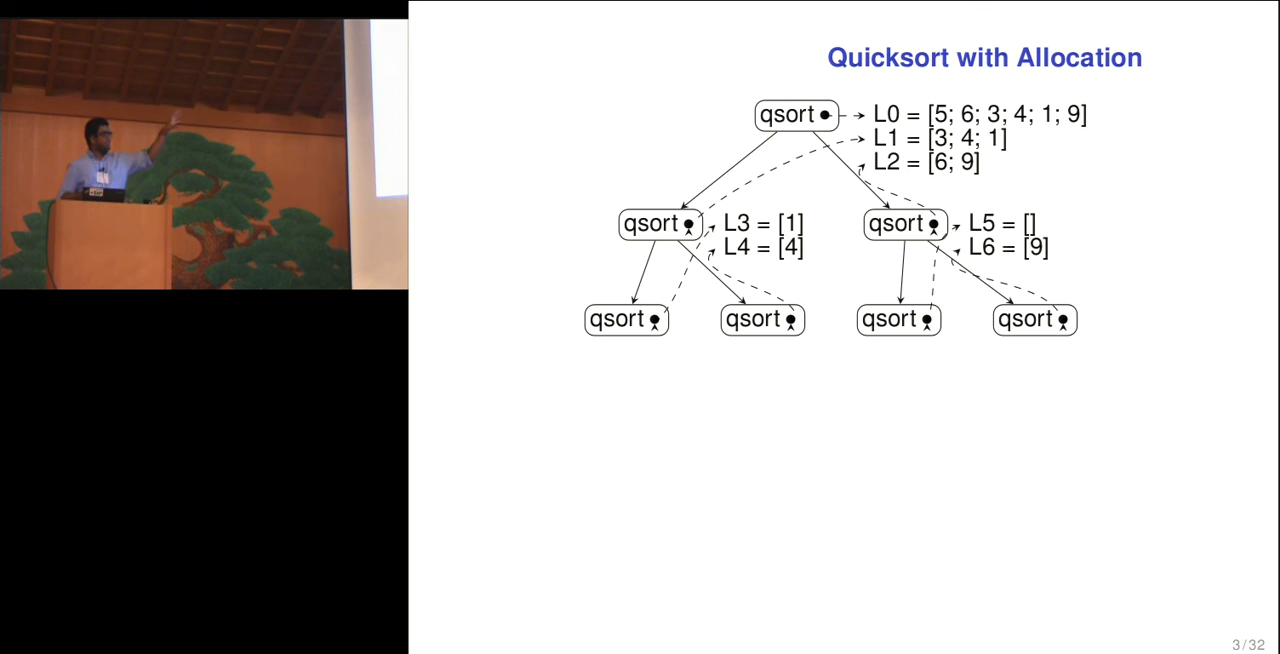 Quicksort with Allocation
qsort
L0 = [5; 6; 3; 4; 1; 9]
L1 = [3; 4; 1]
L2 = [6; 9]
qsort
L3 = [1]
L4 = [4]
qsort
L5 = []
L6 = [9]
qsort
qsort
qsort
qsort
3/32